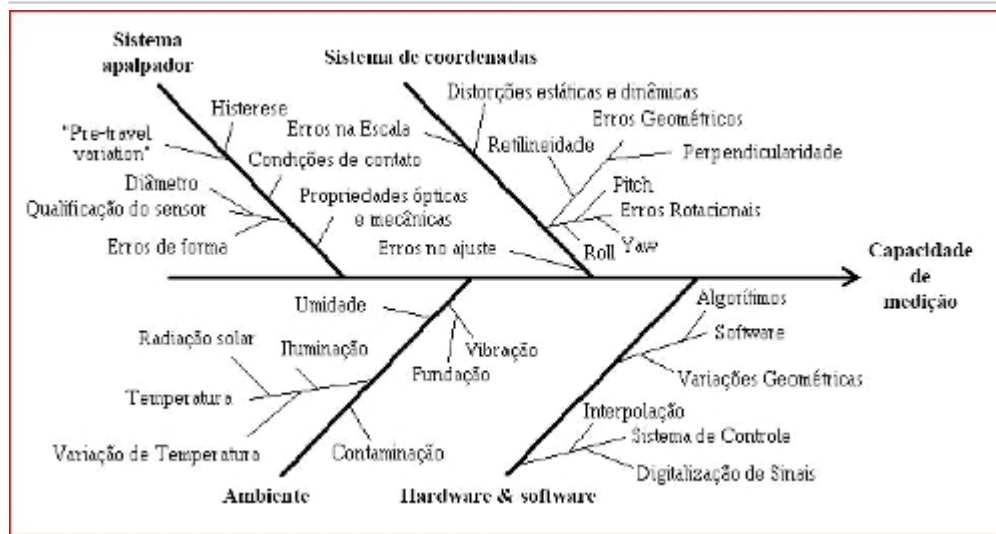 Sistema
apalpador
Sistema de coordenadas
Histerese
"Pre-travel
variation"
Condições de contato
Diâmetro
Qualificação do sensor
Propriedades ópticas
e mecânicas
Erros de forma
Distorções estáticas e dinâmicas
Erros na Escala
Erros Geométricos
Retilineidade
Perpendicularidade
Pitch
Erros Rotacionais
Yaw
Roll
Erros no ajuste
Capacidade
de
medição
Umidade
Radiação solar
Iluminação
Vibração
Fundação
Temperatura
Variação de Temperatura
Contaminação
Ambiente
Algorítimos
Software
Variações Geométricas
Interpolação
Sistema de Controle
Digitalização de Sinais
Hardware & software